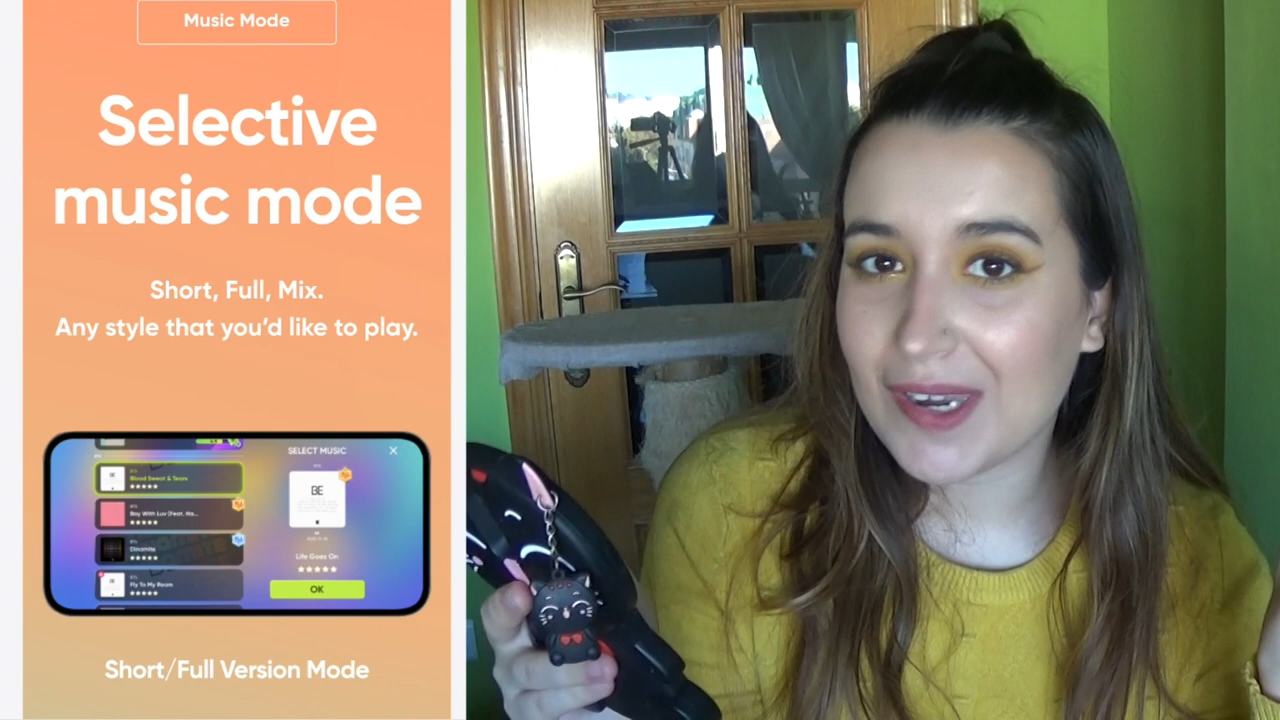 Music Mode
Selective
music mode
Short, Full, Mix.
Any style that you'd like to play.
SELECT MUSIC
Blood Sweat & Tears
BE
Boy With Luv (Feat. Ha...
Life Goes On
Fly To My Room
OK
Short/Full Version Mode